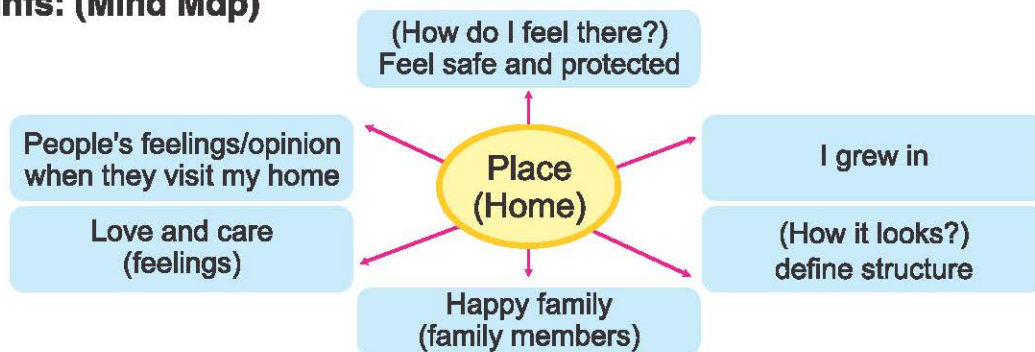 (Mind Map)
(How do I feel there?)
Feel safe and protected
People's feelings/opinion
when they visit my home
Place
(Home)
I grew in
Love and care
(feelings)
(How it looks?)
define structure
Happy family
(family members)